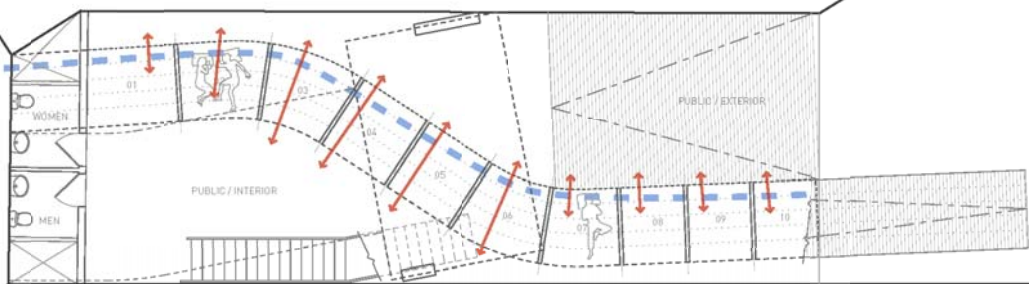 01
WOMEN
03
04
PUBLIC / EXTERIOR
05
PUBLIC / INTERIOR
06
MEN
07
08
09
10